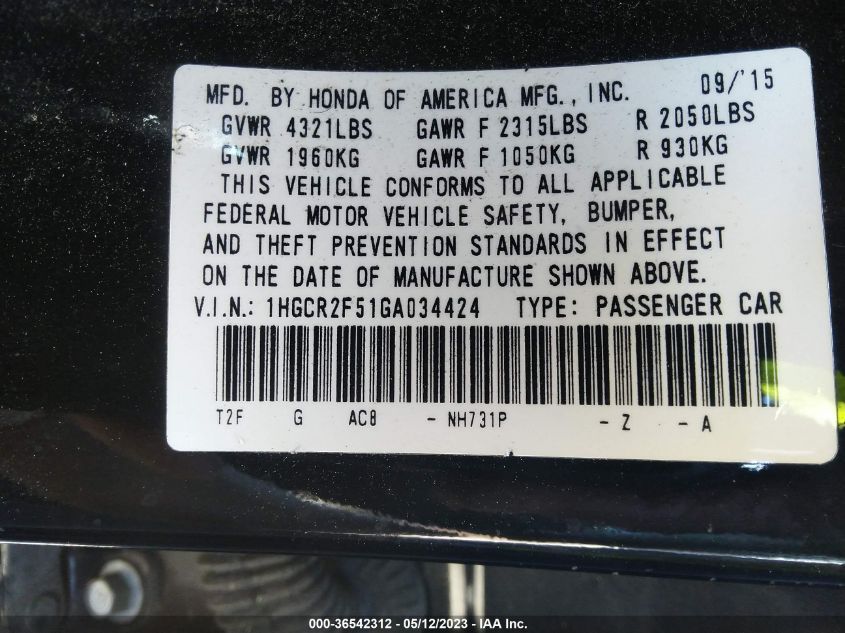 MFD. BY HONDA OF AMERICA MFG., INC. 09/'15
GVWR 4321LBS GAWR F 2315LBS R 2050LBS
GVWR 1960KG GAWR F 1050KG R 930KG
THIS VEHICLE CONFORMS TO ALL APPLICABLE
FEDERAL MOTOR VEHICLE SAFETY, BUMPER,
AND THEFT PREVENTION STANDARDS IN EFFECT
ON THE DATE OF MANUFACTURE SHOWN ABOVE.
V.I.N.: 1HGCR2F51GA034424 TYPE: PASSENGER CAR
T2F G AC8 - NH731P - Z - A
000-36542312 - 05/12/2023 - IAA Inc.